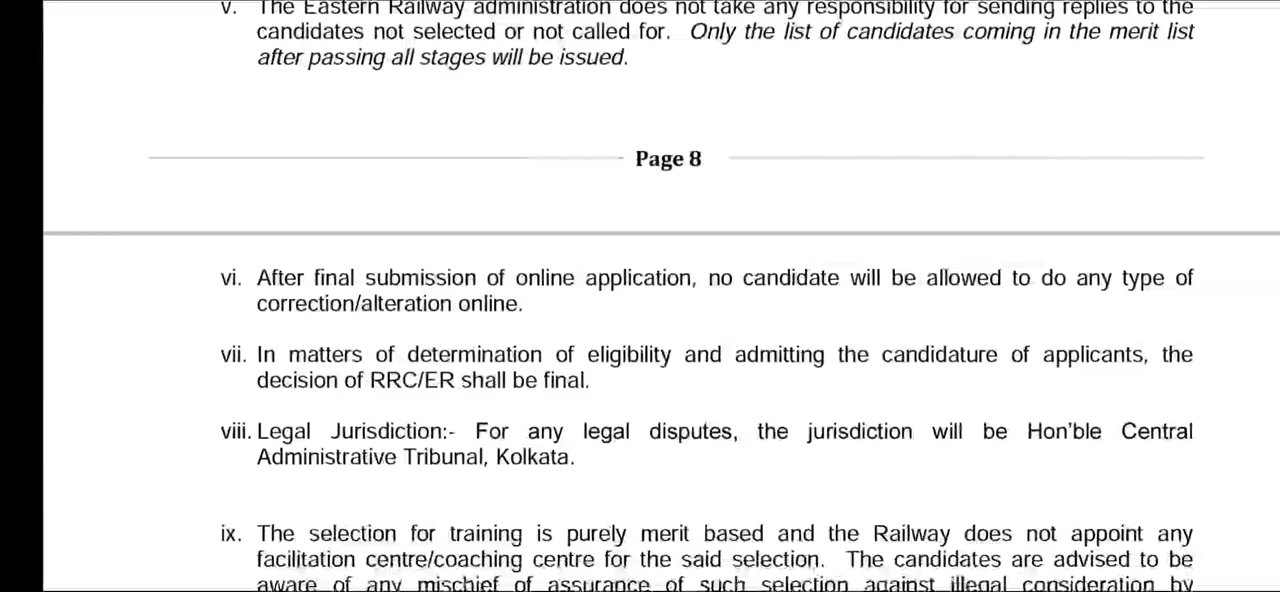 v. The Eastern Railway administration does not take any responsibility for sending replies to the
candidates not selected or not called for. Only the list of candidates coming in the merit list
after passing all stages will be issued.
Page 8
vi. After final submission of online application, no candidate will be allowed to do any type of
correction/alteration online.
vii. In matters of determination of eligibility and admitting the candidature of applicants, the
decision of RRC/ER shall be final.
viii. Legal Jurisdiction:- For any legal disputes, the jurisdiction will be Hon'ble Central
Administrative Tribunal, Kolkata.
ix. The selection for training is purely merit based and the Railway does not appoint any
facilitation centre/coaching centre for the said selection. The candidates are advised to be
aware of any mischief of assurance of such selection against illegal consideration by